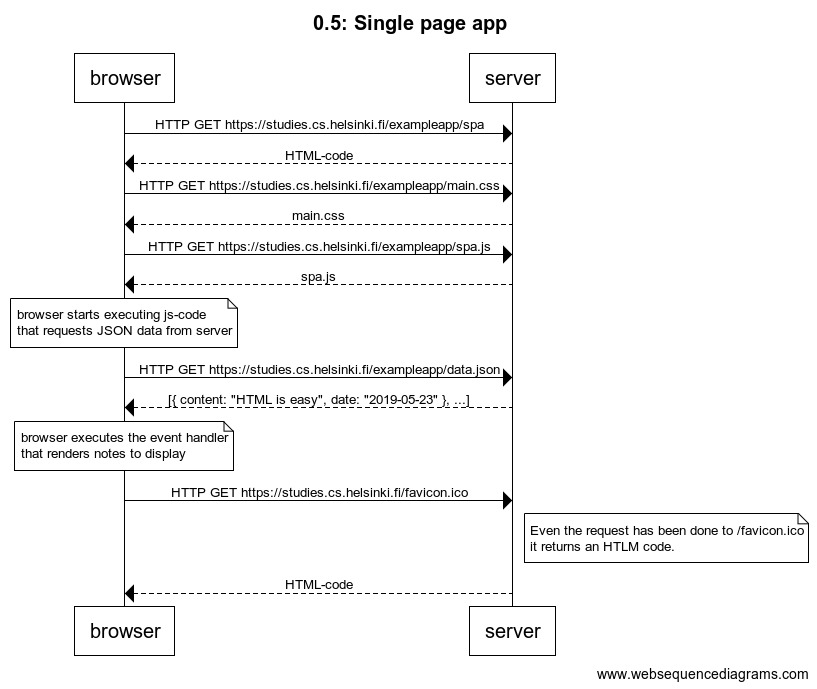 0.5: Single page app
browser
server
HTTP GET https://studies.cs.helsinki.fi/exampleapp/spa
HTML-code
HTTP GET https://studies.cs.helsinki.fi/exampleapp/main.css
main.css
HTTP GET https://studies.cs.helsinki.fi/exampleapp/spa.js
spa.js
browser starts executing js-code
that requests JSON data from server
HTTP GET https://studies.cs.helsinki.fi/exampleapp/data.json
[{ content: "HTML is easy", date: "2019-05-23" }, ...]
browser executes the event handler
that renders notes to display
HTTP GET https://studies.cs.helsinki.fi/favicon.ico
Even the request has been done to /favicon.ico
it returns an HTLM code.
HTML-code
browser
server
www.websequencediagrams.com